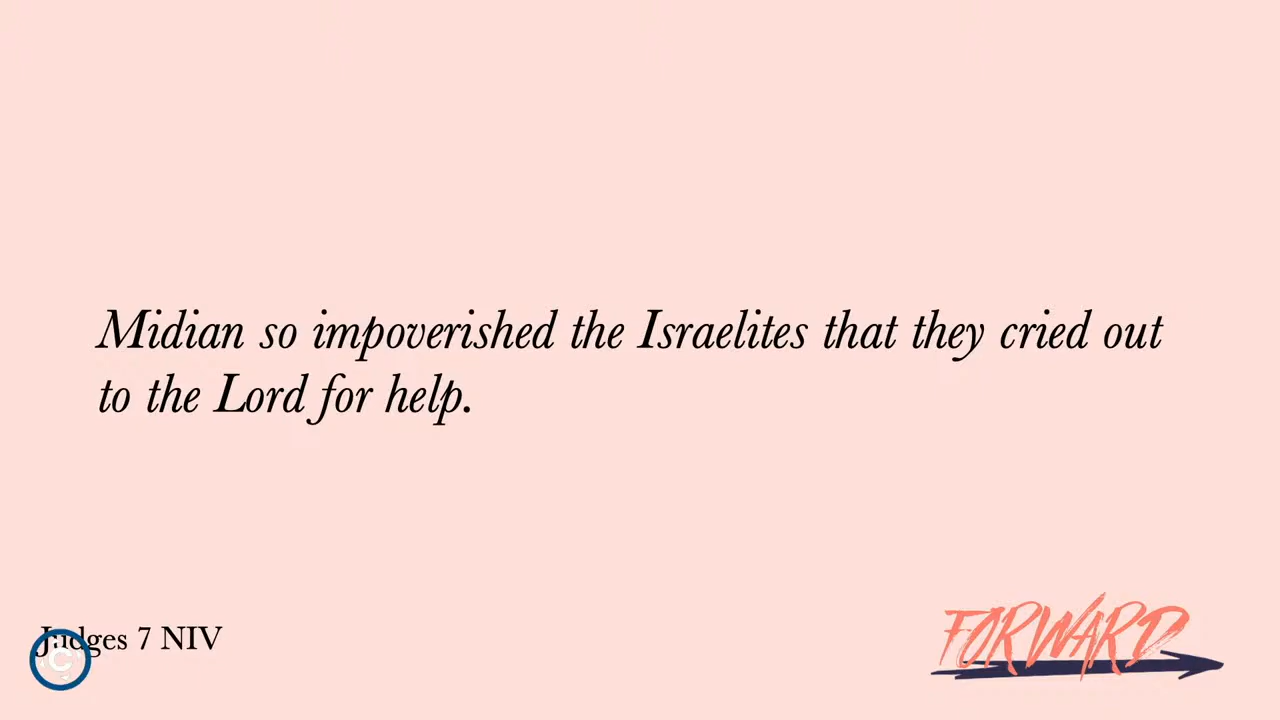 Midian so impoverished the Israelites that they cried out
to the Lord for help.
Judges 7 NIV
FORWARD